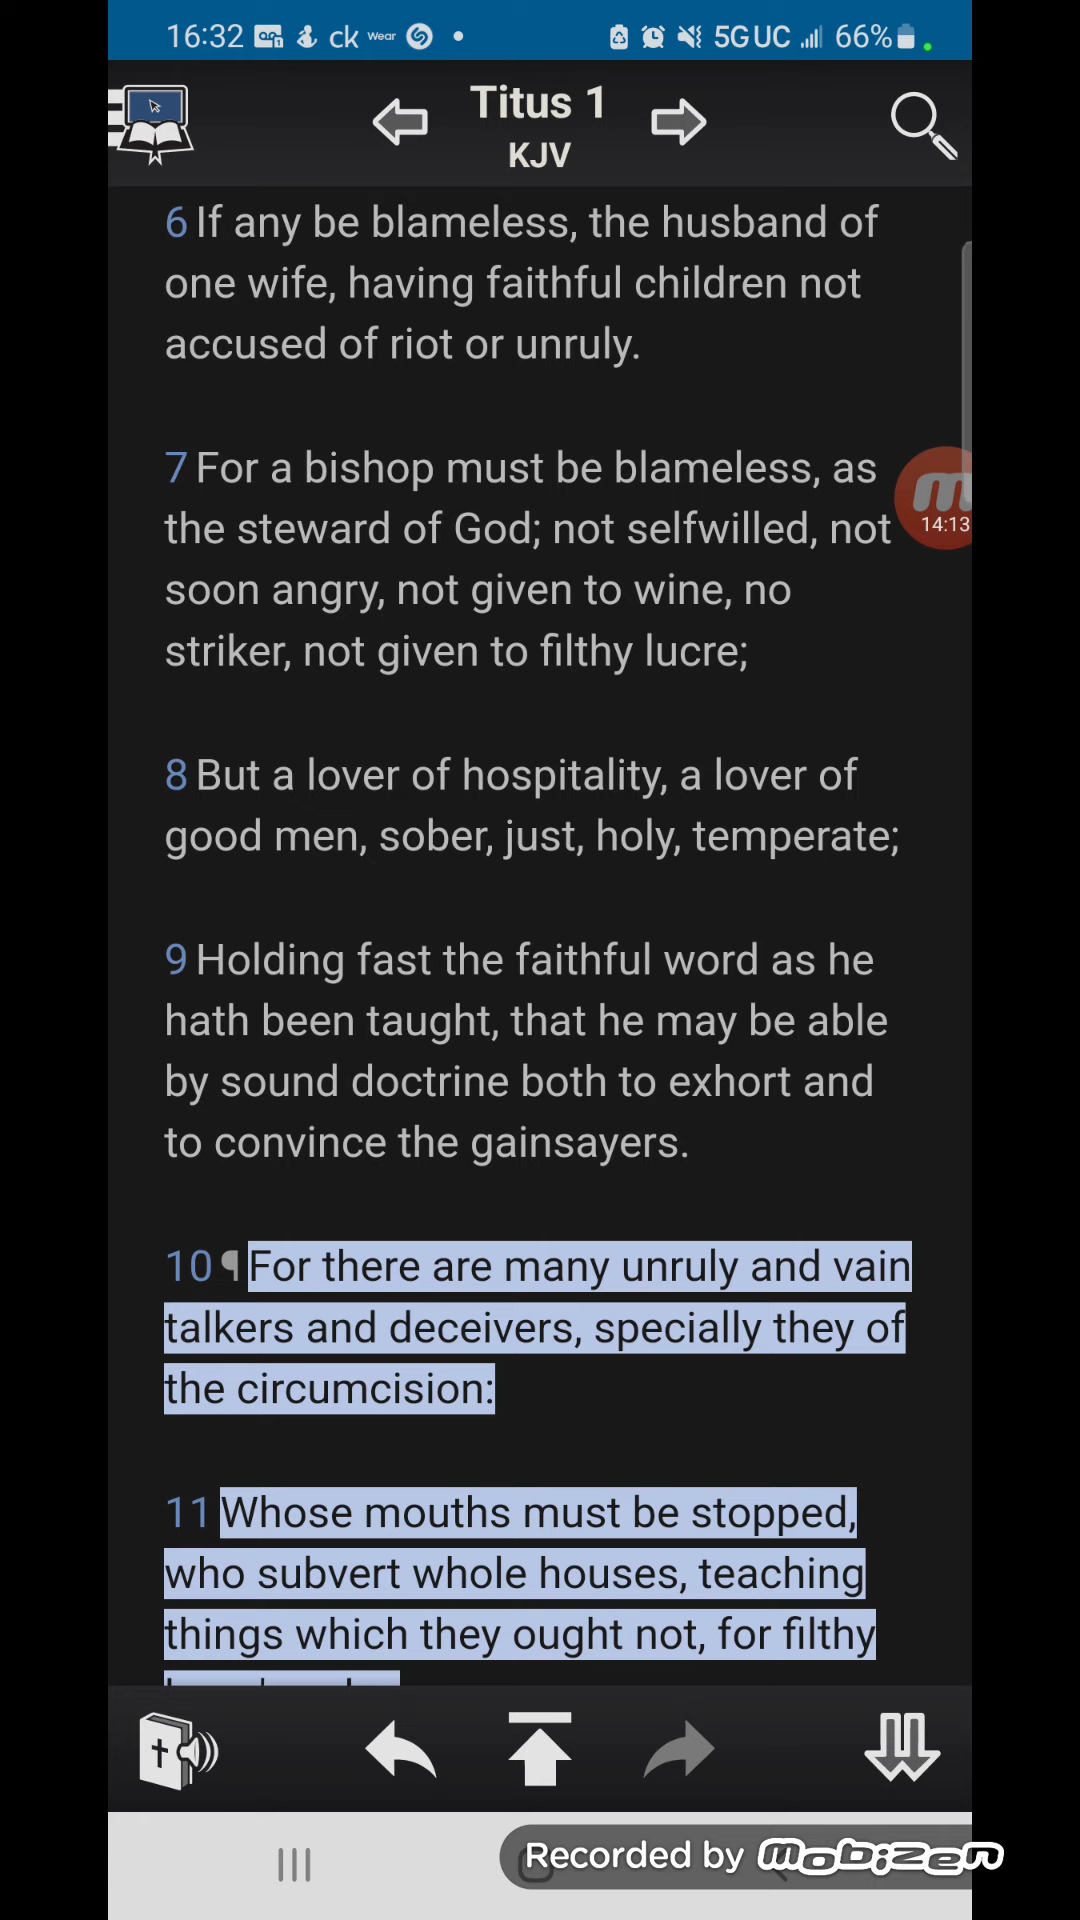 16:32 ck Wear 5G UC 66%
Titus 1
KJV
6 If any be blameless, the husband of
one wife, having faithful children not
accused of riot or unruly.
7 For a bishop must be blameless, as
the steward of God; not selfwilled, not
soon angry, not given to wine, no
striker, not given to filthy lucre;
14:13
8 But a lover of hospitality, a lover of
good men, sober, just, holy, temperate;
9 Holding fast the faithful word as he
hath been taught, that he may be able
by sound doctrine both to exhort and
to convince the gainsayers.
10 ¶ For there are many unruly and vain
talkers and deceivers, specially they of
the circumcision:
11 Whose mouths must be stopped,
who subvert whole houses, teaching
things which they ought not, for filthy
Recorded by mobizen